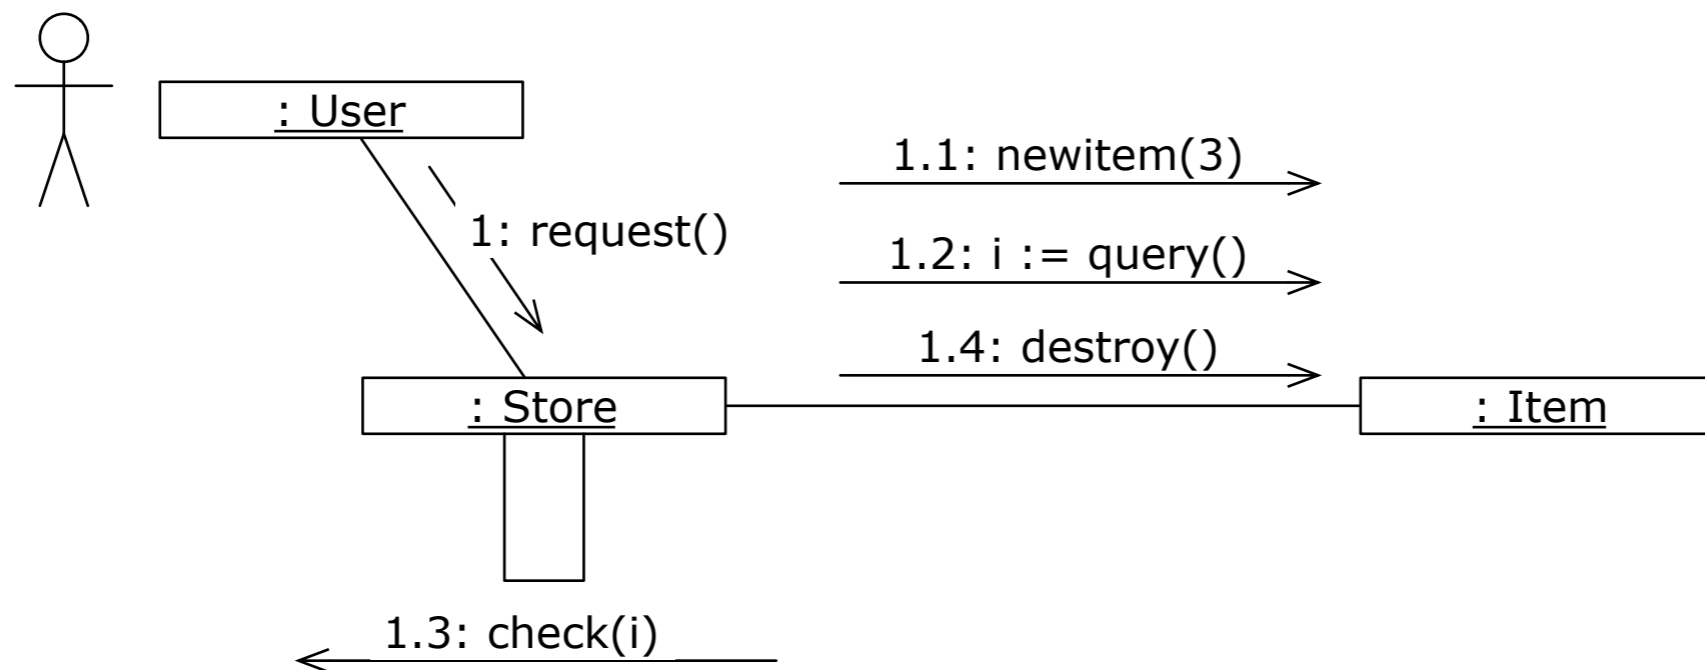 : User
1.1: newitem(3)
1: request()
1.2: i := query()
1.4: destroy()
: Store
: Item
1.3: check(i)